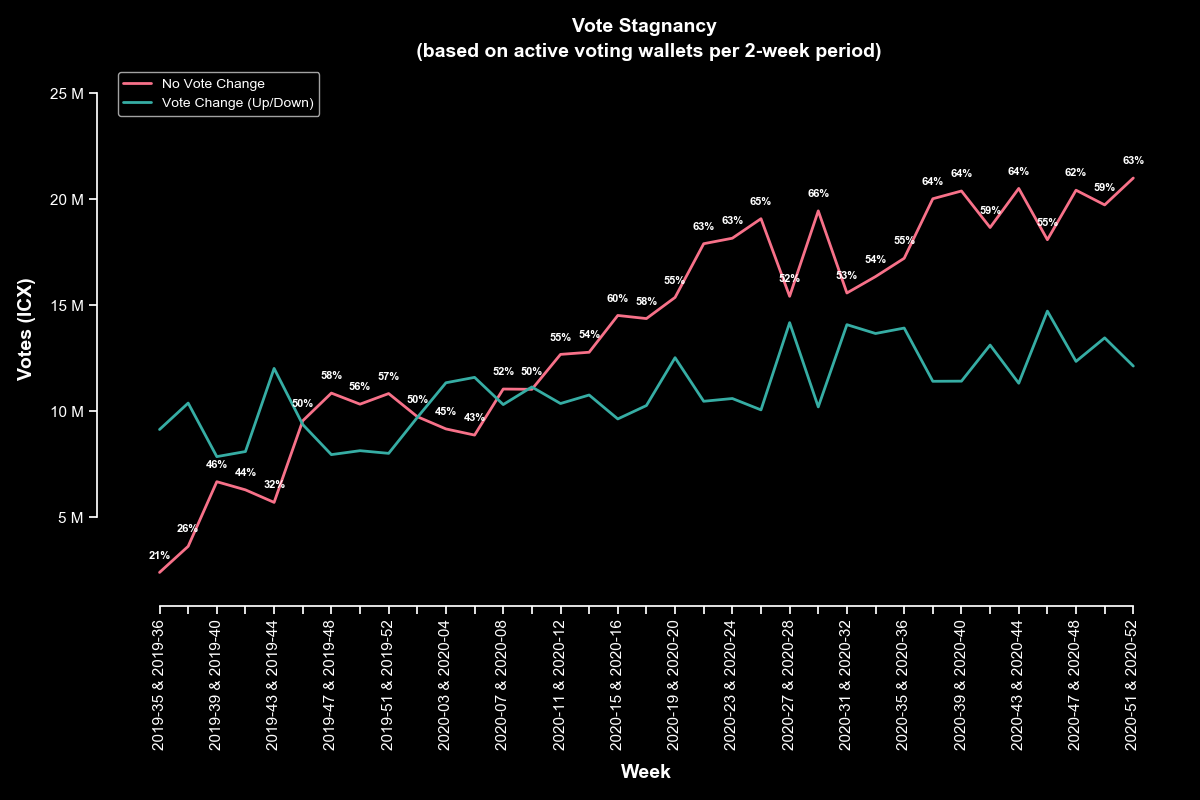 Vote Stagnancy
(based on active voting wallets per 2-week period)
No Vote Change
Vote Change (Up/Down)
25 M
20 M
15 M
10 M
5 M
Votes (ICX)
21%
26%
46%
44%
32%
50%
58%
56%
57%
50%
45%
43%
52%
50%
55%
54%
60%
58%
55%
63%
63%
65%
52%
66%
53%
54%
55%
64%
64%
59%
64%
55%
62%
59%
63%
2019-35 & 2019-36
2019-39 & 2019-40
2019-43 & 2019-44
2019-47 & 2019-48
2019-51 & 2019-52
2020-03 & 2020-04
2020-07 & 2020-08
2020-11 & 2020-12
2020-15 & 2020-16
2020-19 & 2020-20
2020-23 & 2020-24
2020-27 & 2020-28
2020-31 & 2020-32
2020-35 & 2020-36
2020-39 & 2020-40
2020-43 & 2020-44
2020-47 & 2020-48
2020-51 & 2020-52
Week